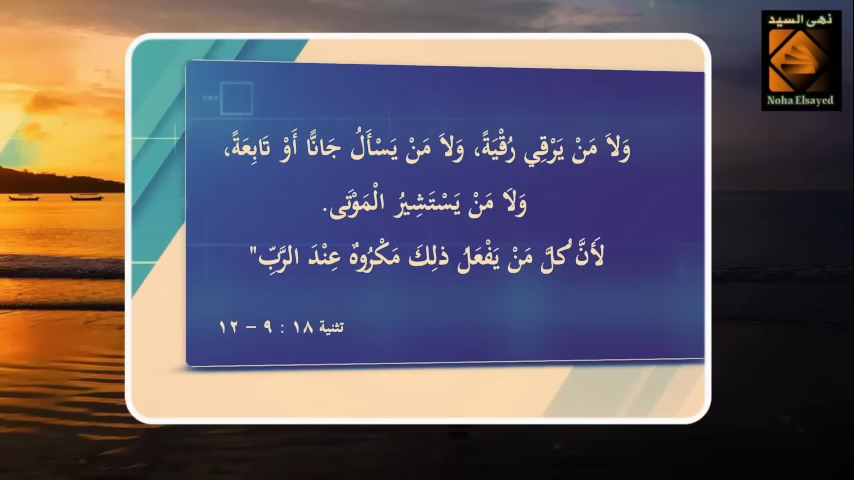 نهى السيد
Noha Elsayed
وَلاَ مَنْ يَرْقِي رُقْيَةً، وَلاَ مَنْ يَسْأَلُ جَانًّا أَوْ تَابِعَةً،
وَلاَ مَنْ يَسْتَشِيرُ الْمَوْتَى.
لأَنَّ كُلَّ مَنْ يَفْعَلُ ذلِكَ مَكْرُوهٌ عِنْدَ الرَّبِّ"
تثنية ١٨ : ٩ – ١٢